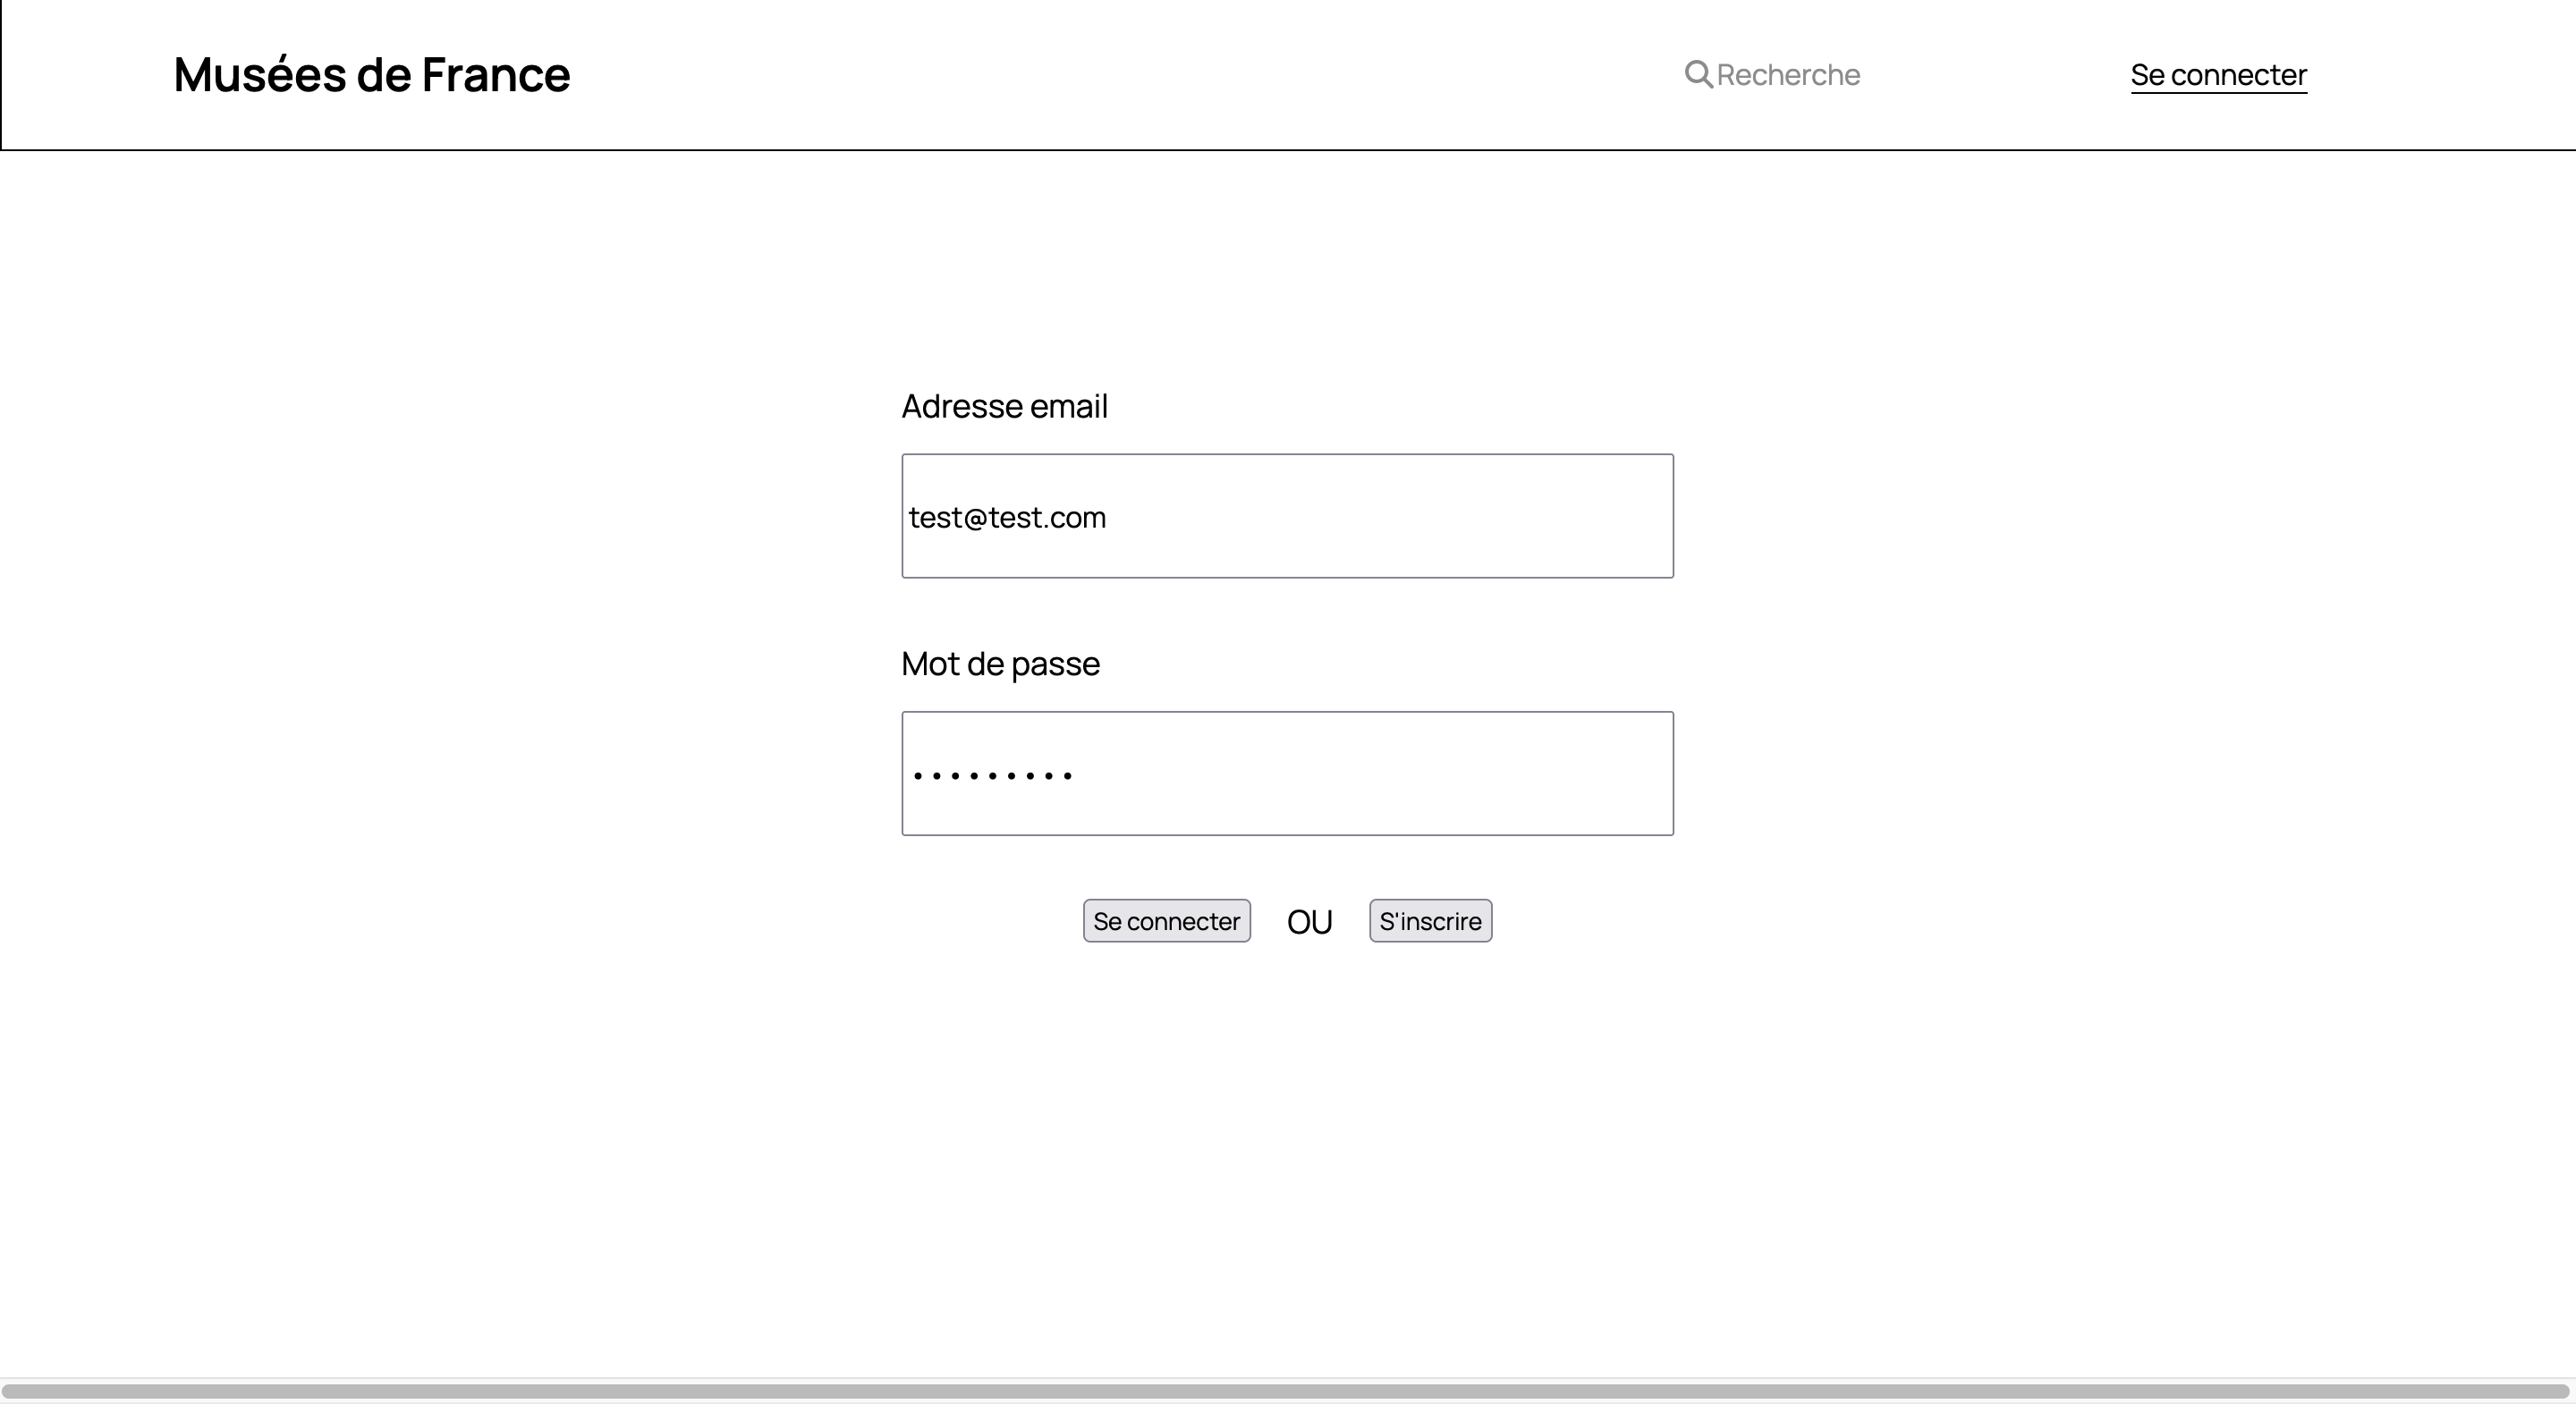 Musées de France
Recherche
Se connecter
Adresse email
test@test.com
Mot de passe
•••••••••
Se connecter OU S'inscrire